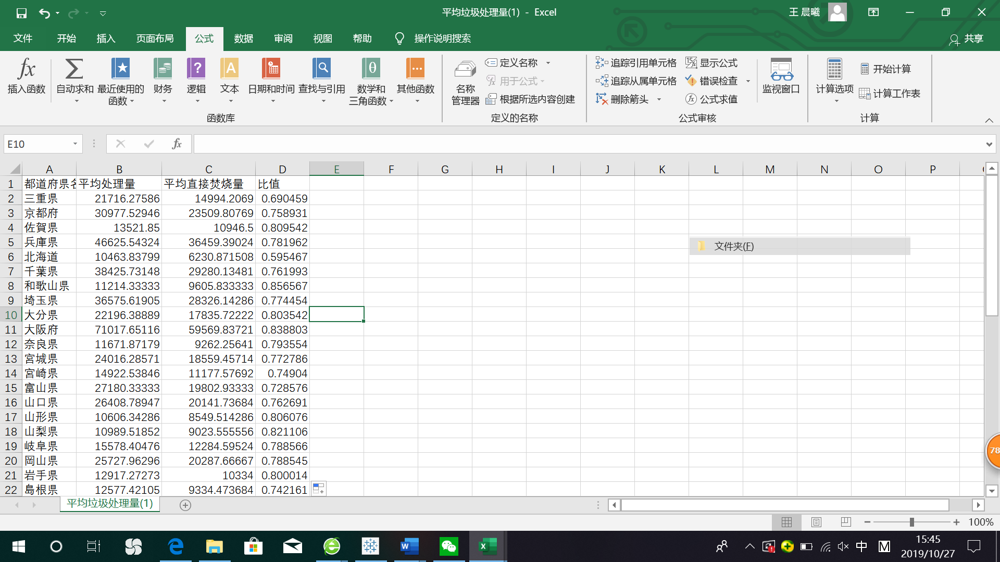 平均垃圾处理量(1) - Excel
王 晨曦
文件 开始 插入 页面布局 公式 数据 审阅 视图 帮助 操作说明搜索 共享
插入函数 自动求和 最近使用的函数 财务 逻辑 文本 日期和时间 查找与引用 数学和三角函数 其他函数
函数库
名称管理器
定义名称
用于公式
根据所选内容创建
定义的名称
追踪引用单元格 显示公式
追踪从属单元格 错误检查
删除箭头 公式求值
监视窗口
公式审核
计算选项
开始计算
计算工作表
计算
E10
A B C D E F G H I J K L M N O P
1 都道府県名 平均处理量 平均直接焚烧量 比值
2 三重県 21716.27586 14994.2069 0.690459
3 京都府 30977.52946 23509.80769 0.758931
4 佐賀県 13521.85 10946.5 0.809542
5 兵庫県 46625.54324 36459.39024 0.781962
6 北海道 10463.83799 6230.871508 0.595467
7 千葉県 38425.73148 29280.13481 0.761993
8 和歌山県 11214.33333 9605.833333 0.856567
9 埼玉県 36575.61905 28326.14286 0.774454
10 大分県 22196.38889 17835.72222 0.803542
11 大阪府 71017.65116 59569.83721 0.838803
12 奈良県 11671.87179 9262.25641 0.793554
13 宮城県 24016.28571 18559.45714 0.772786
14 宮崎県 14922.53846 11177.57692 0.74904
15 富山県 27180.33333 19802.93333 0.728576
16 山口県 26408.78947 20141.73684 0.762691
17 山形県 10606.34286 8549.514286 0.806076
18 山梨県 10989.51852 9023.555556 0.821106
19 岐阜県 15578.40476 12284.59524 0.788566
20 岡山県 25727.96296 20287.66667 0.788545
21 岩手県 12917.27273 10334 0.800014
22 島根県 12577.42105 9334.473684 0.742161
文件夹(F)
78
平均垃圾处理量(1)
100%
中
15:45
2019/10/27